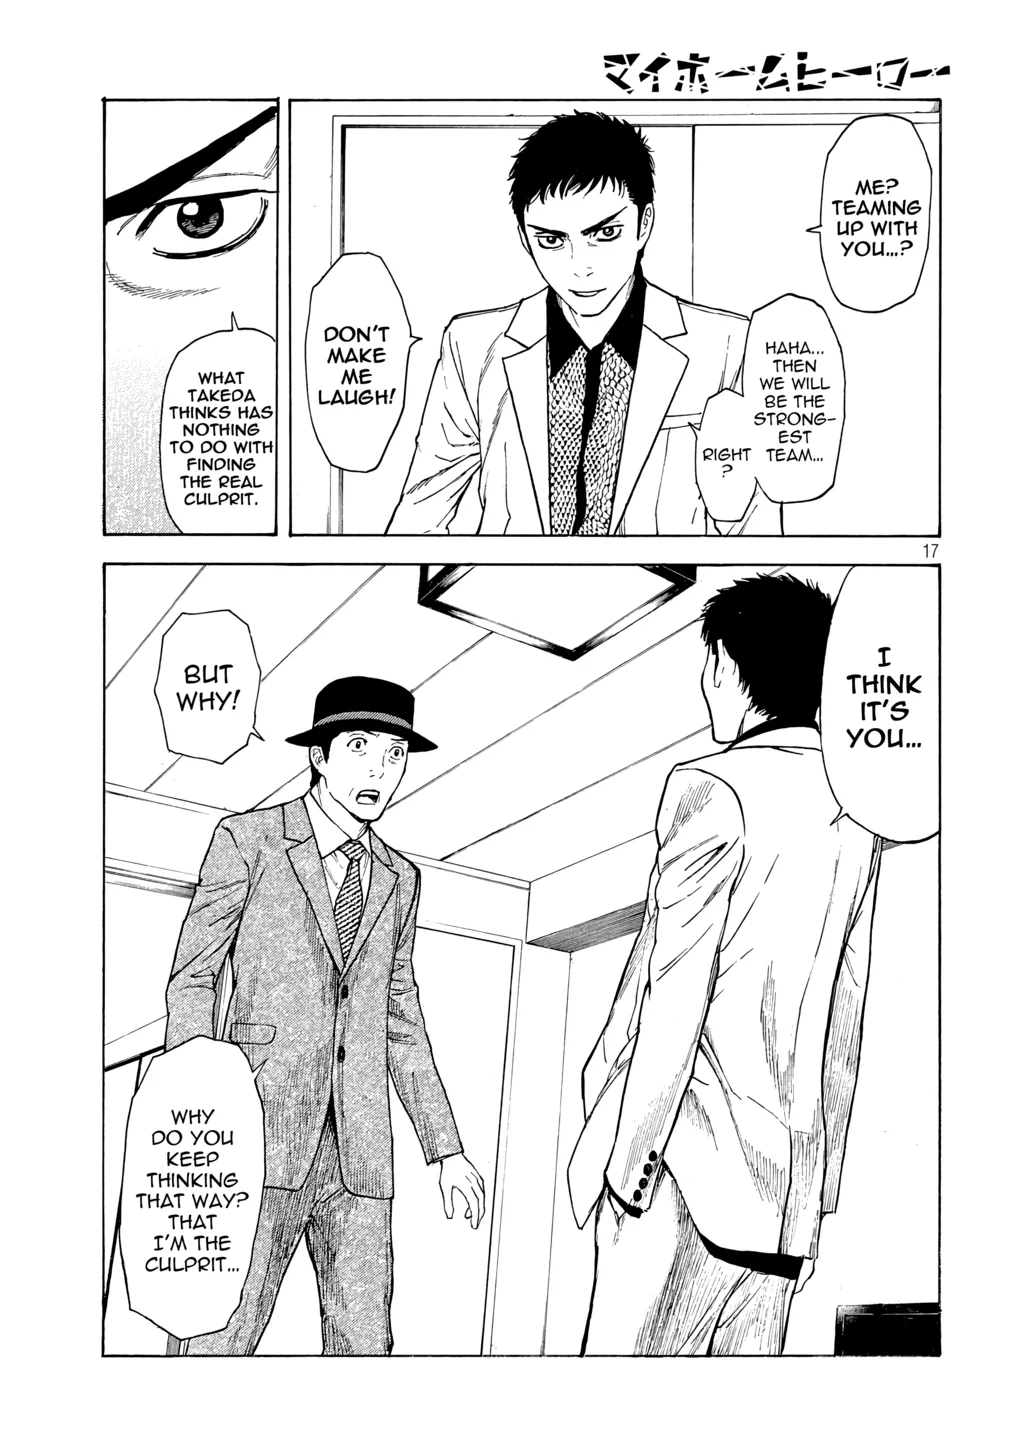 マイホームヒーロー
ME?
TEAMING
UP WITH
YOU...?
HAHA...
THEN
WE WILL
BE THE
STRONG-
EST
TEAM...
RIGHT
?
DON'T
MAKE
ME
LAUGH!
WHAT
TAKEDA
THINKS HAS
NOTHING
TO DO WITH
FINDING
THE REAL
CULPRIT.
17
I
THINK
IT'S
YOU...
BUT
WHY!
WHY
DO YOU
KEEP
THINKING
THAT WAY?
THAT
I'M THE
CULPRIT...